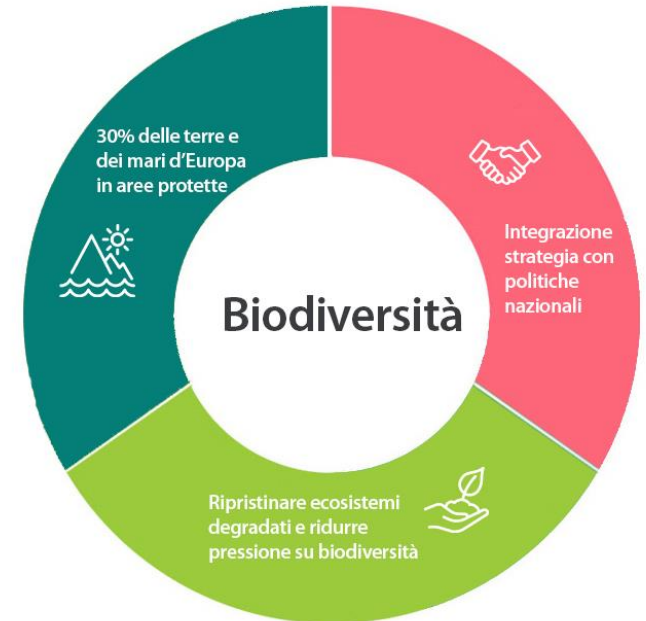 30% delle terre e
dei mari d'Europa
in aree protette
Integrazione
strategia con
politiche
nazionali
Biodiversità
Ripristinare ecosistemi
degradati e ridurre
pressione su biodiversità